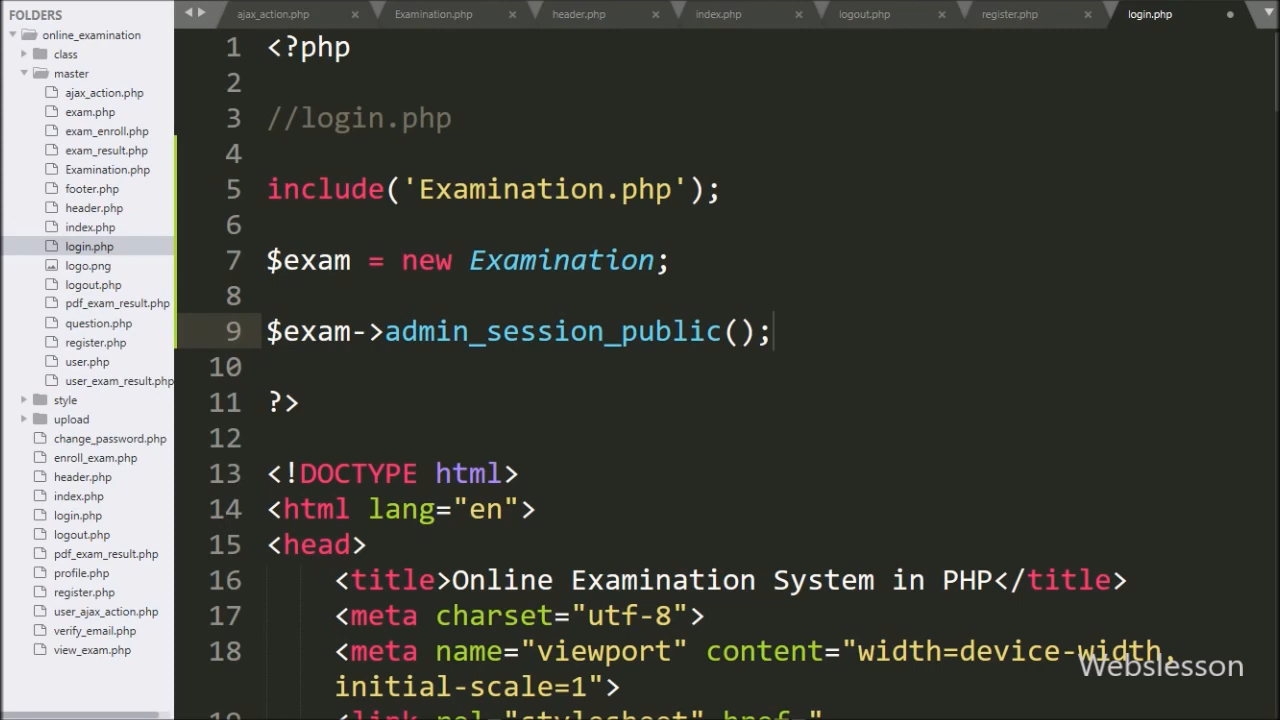 FOLDERS
online_examination
class
master
ajax_action.php
exam.php
exam_enroll.php
exam_result.php
Examination.php
footer.php
header.php
index.php
login.php
logo.png
logout.php
pdf_exam_result.php
question.php
register.php
user.php
user_exam_result.php
style
upload
change_password.php
enroll_exam.php
header.php
index.php
login.php
logout.php
pdf_exam_result.php
profile.php
register.php
user_ajax_action.php
verify_email.php
view_exam.php
ajax_action.php × Examination.php × header.php × index.php × logout.php × register.php × login.php
1 <?php
2
3 //login.php
4
5 include('Examination.php');
6
7 $exam = new Examination;
8
9 $exam->admin_session_public();
10
11 ?>
12
13 <!DOCTYPE html>
14 <html lang="en">
15 <head>
16 <title>Online Examination System in PHP</title>
17 <meta charset="utf-8">
18 <meta name="viewport" content="width=device-width,
initial-scale=1">
19 <link rel="stylesheet" href="
Webslesson